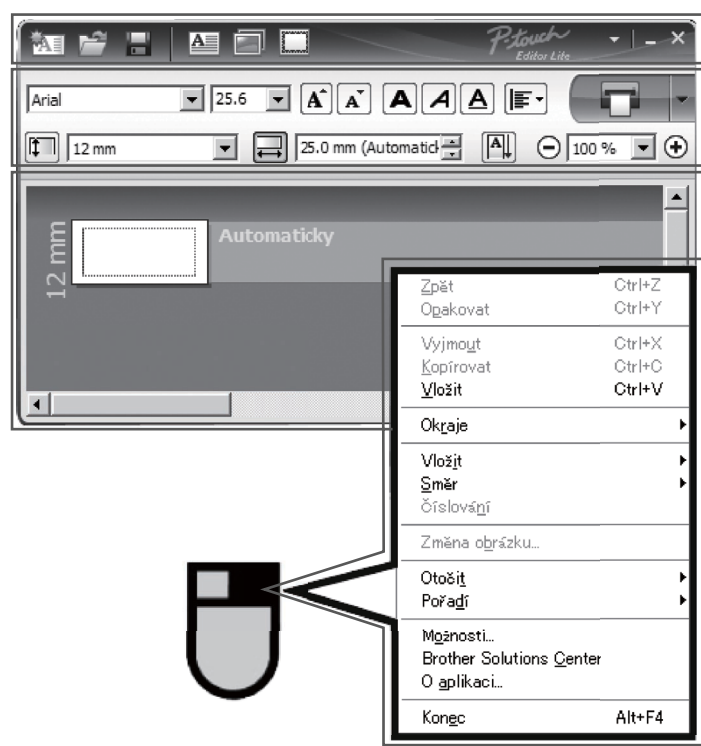 P-touch
Editor Lite
Arial 25.6 A A A A A
12 mm 25.0 mm (Automatick A 100 %
12 mm
Automaticky
Zpět Ctrl+Z
Opakovat Ctrl+Y
Vyjmout Ctrl+X
Kopírovat Ctrl+C
Vložit Ctrl+V
Okraje
Vložit
Směr
Číslování
Změna obrázku...
Otočit
Pořadí
Možnosti...
Brother Solutions Center
O aplikaci...
Konec Alt+F4